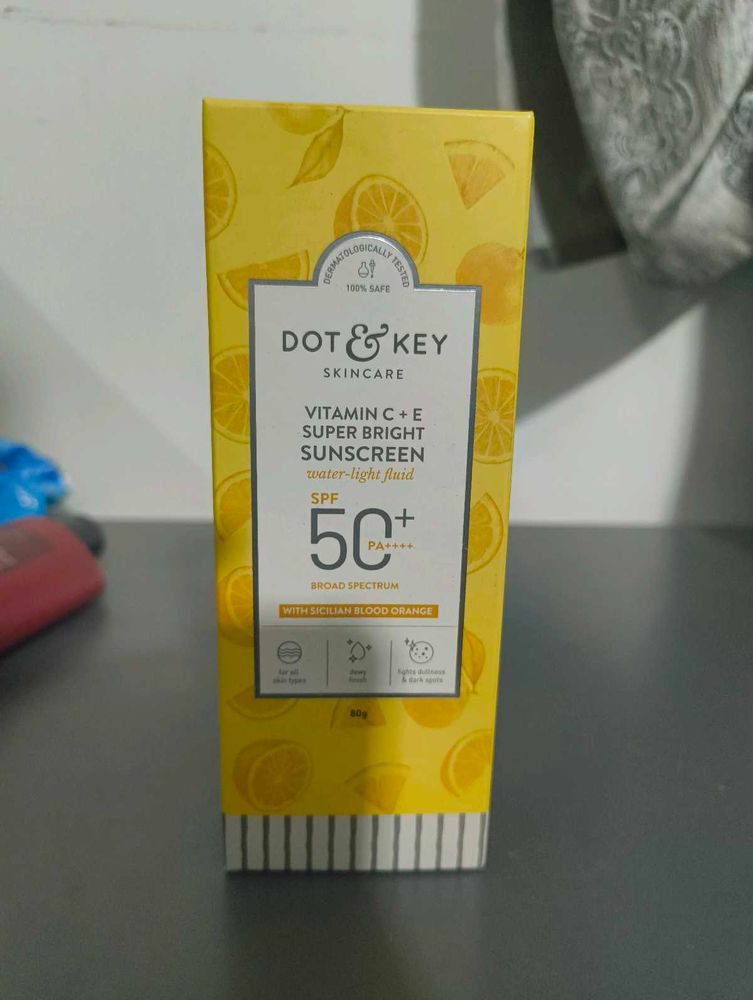 DERMATOLOGICALLY TESTED
100% SAFE
DOT & KEY
SKINCARE
VITAMIN C + E
SUPER BRIGHT
SUNSCREEN
water-light fluid
SPF
50+
PA++++
BROAD SPECTRUM
WITH SICILIAN BLOOD ORANGE
for all
skin types
dewy
finish
fights dullness
& dark spots
80g